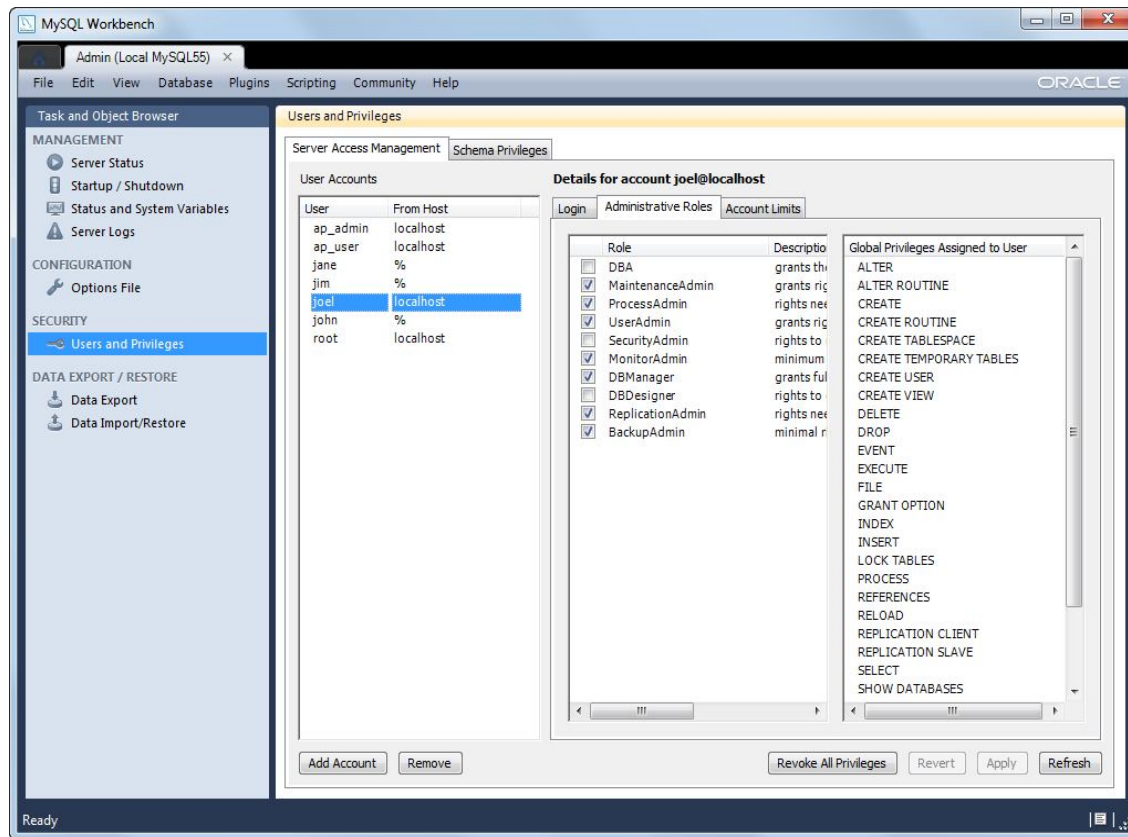 MySQL Workbench
Admin (Local MySQL55)
File Edit View Database Plugins Scripting Community Help
ORACLE
Task and Object Browser
MANAGEMENT
Server Status
Startup / Shutdown
Status and System Variables
Server Logs
CONFIGURATION
Options File
SECURITY
Users and Privileges
DATA EXPORT / RESTORE
Data Export
Data Import/Restore
Users and Privileges
Server Access Management Schema Privileges
User Accounts
User From Host
ap_admin localhost
ap_user localhost
jane %
jim %
joel localhost
john %
root localhost
Add Account Remove
Details for account joel@localhost
Login Administrative Roles Account Limits
Role Descriptio
DBA grants the
MaintenanceAdmin grants rig
ProcessAdmin rights nee
UserAdmin grants rig
SecurityAdmin rights to
MonitorAdmin minimum
DBManager grants ful
DBDesigner rights to
ReplicationAdmin rights nee
BackupAdmin minimal r
Global Privileges Assigned to User
ALTER
ALTER ROUTINE
CREATE
CREATE ROUTINE
CREATE TABLESPACE
CREATE TEMPORARY TABLES
CREATE USER
CREATE VIEW
DELETE
DROP
EVENT
EXECUTE
FILE
GRANT OPTION
INDEX
INSERT
LOCK TABLES
PROCESS
REFERENCES
RELOAD
REPLICATION CLIENT
REPLICATION SLAVE
SELECT
SHOW DATABASES
Revoke All Privileges Revert Apply Refresh
Ready